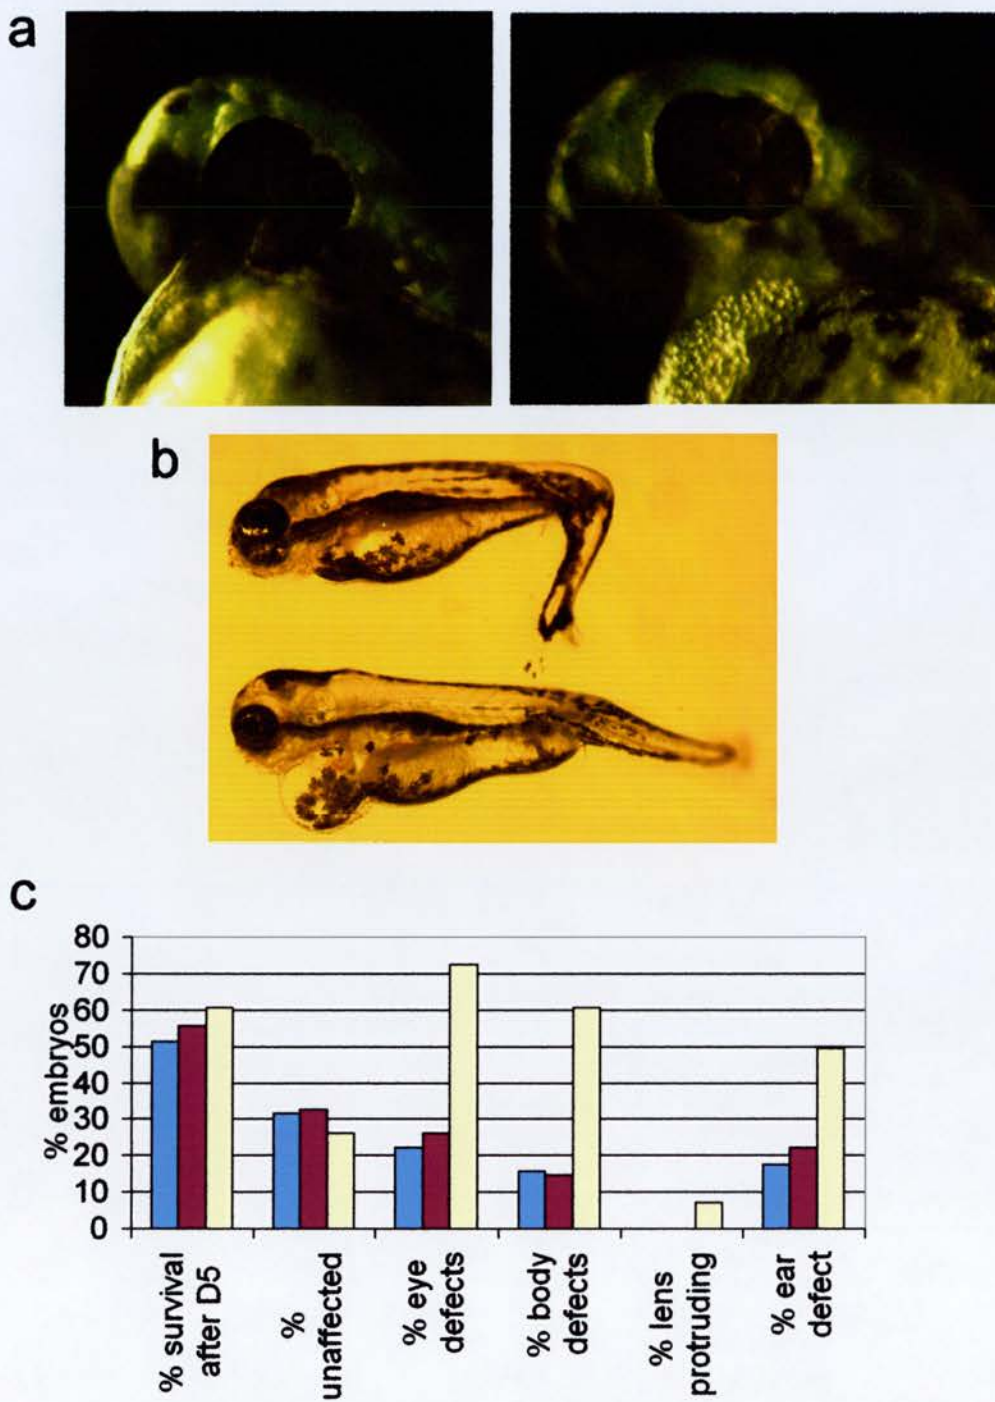 a
b
c
% embryos
80
70
60
50
40
30
20
10
0
% survival
after D5
%
unaffected
% eye
defects
% body
defects
% lens
protruding
% ear
defect